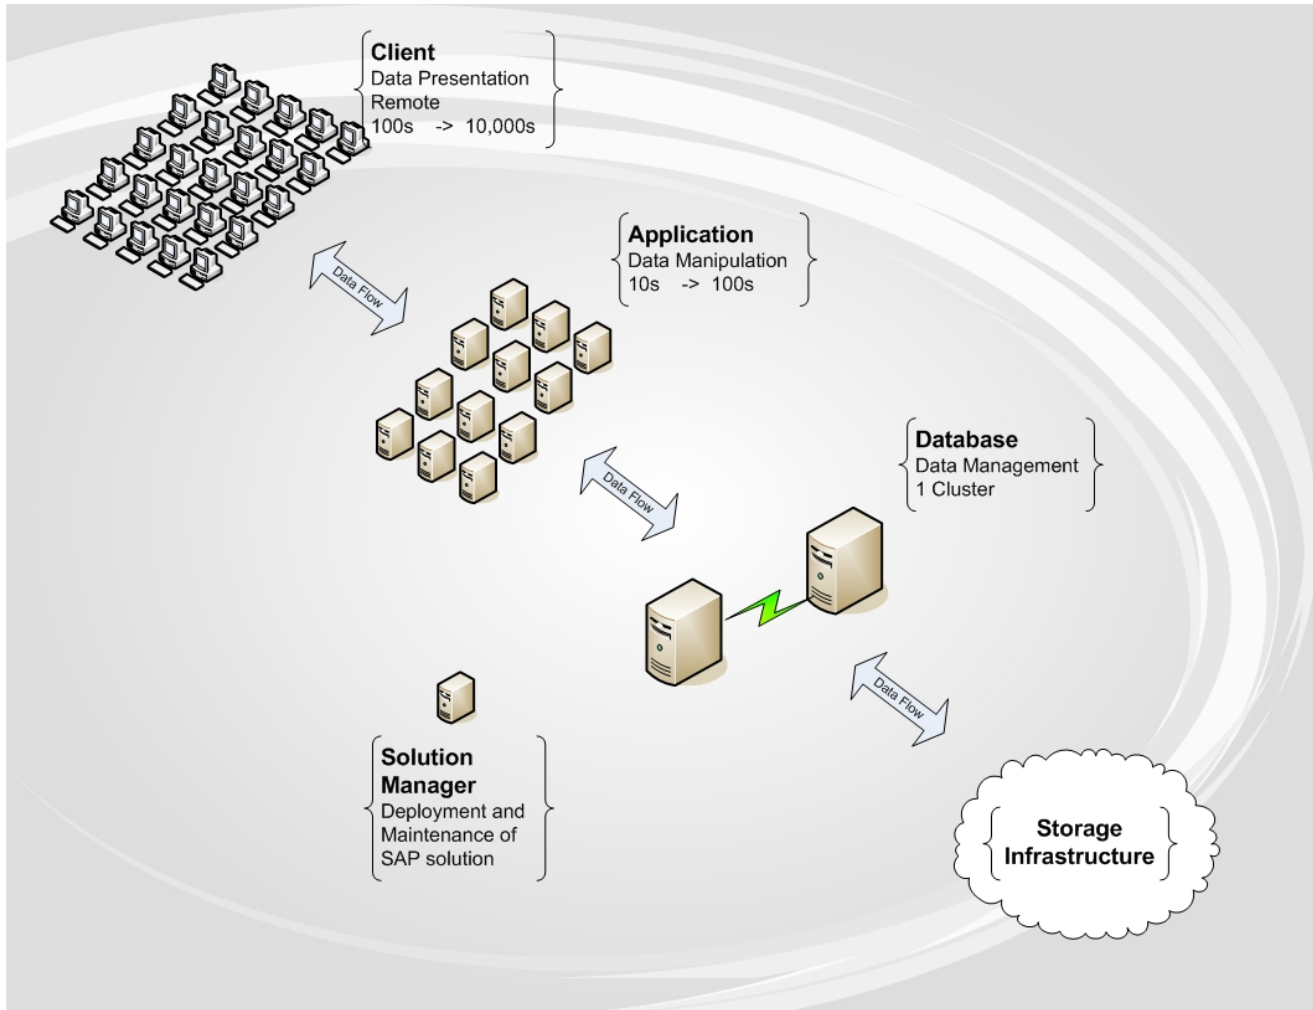 Client
Data Presentation
Remote
100s -> 10,000s
Data Flow
Application
Data Manipulation
10s -> 100s
Data Flow
Database
Data Management
1 Cluster
Data Flow
Solution
Manager
Deployment and
Maintenance of
SAP solution
Storage
Infrastructure